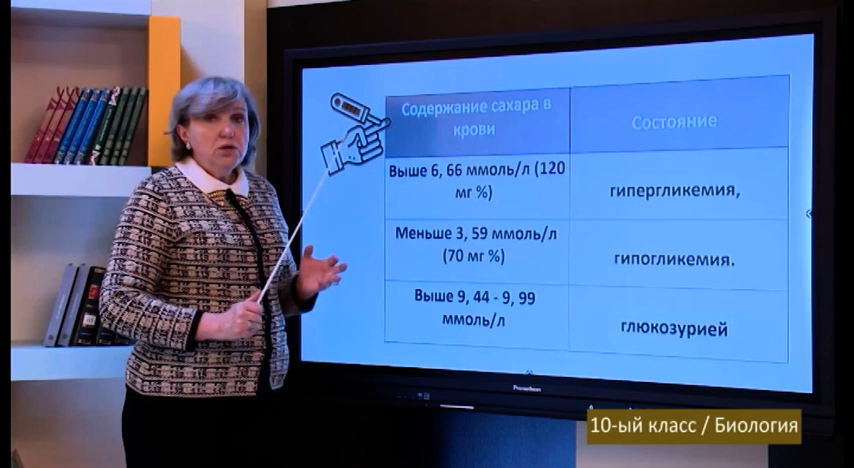 Содержание сахара в
крови
Состояние
Выше 6, 66 ммоль/л (120
мг %)
гипергликемия,
Меньше 3, 59 ммоль/л
(70 мг %)
гипогликемия.
Выше 9, 44 - 9, 99
ммоль/л
глюкозурией
Promethean
10-ый класс / Биология